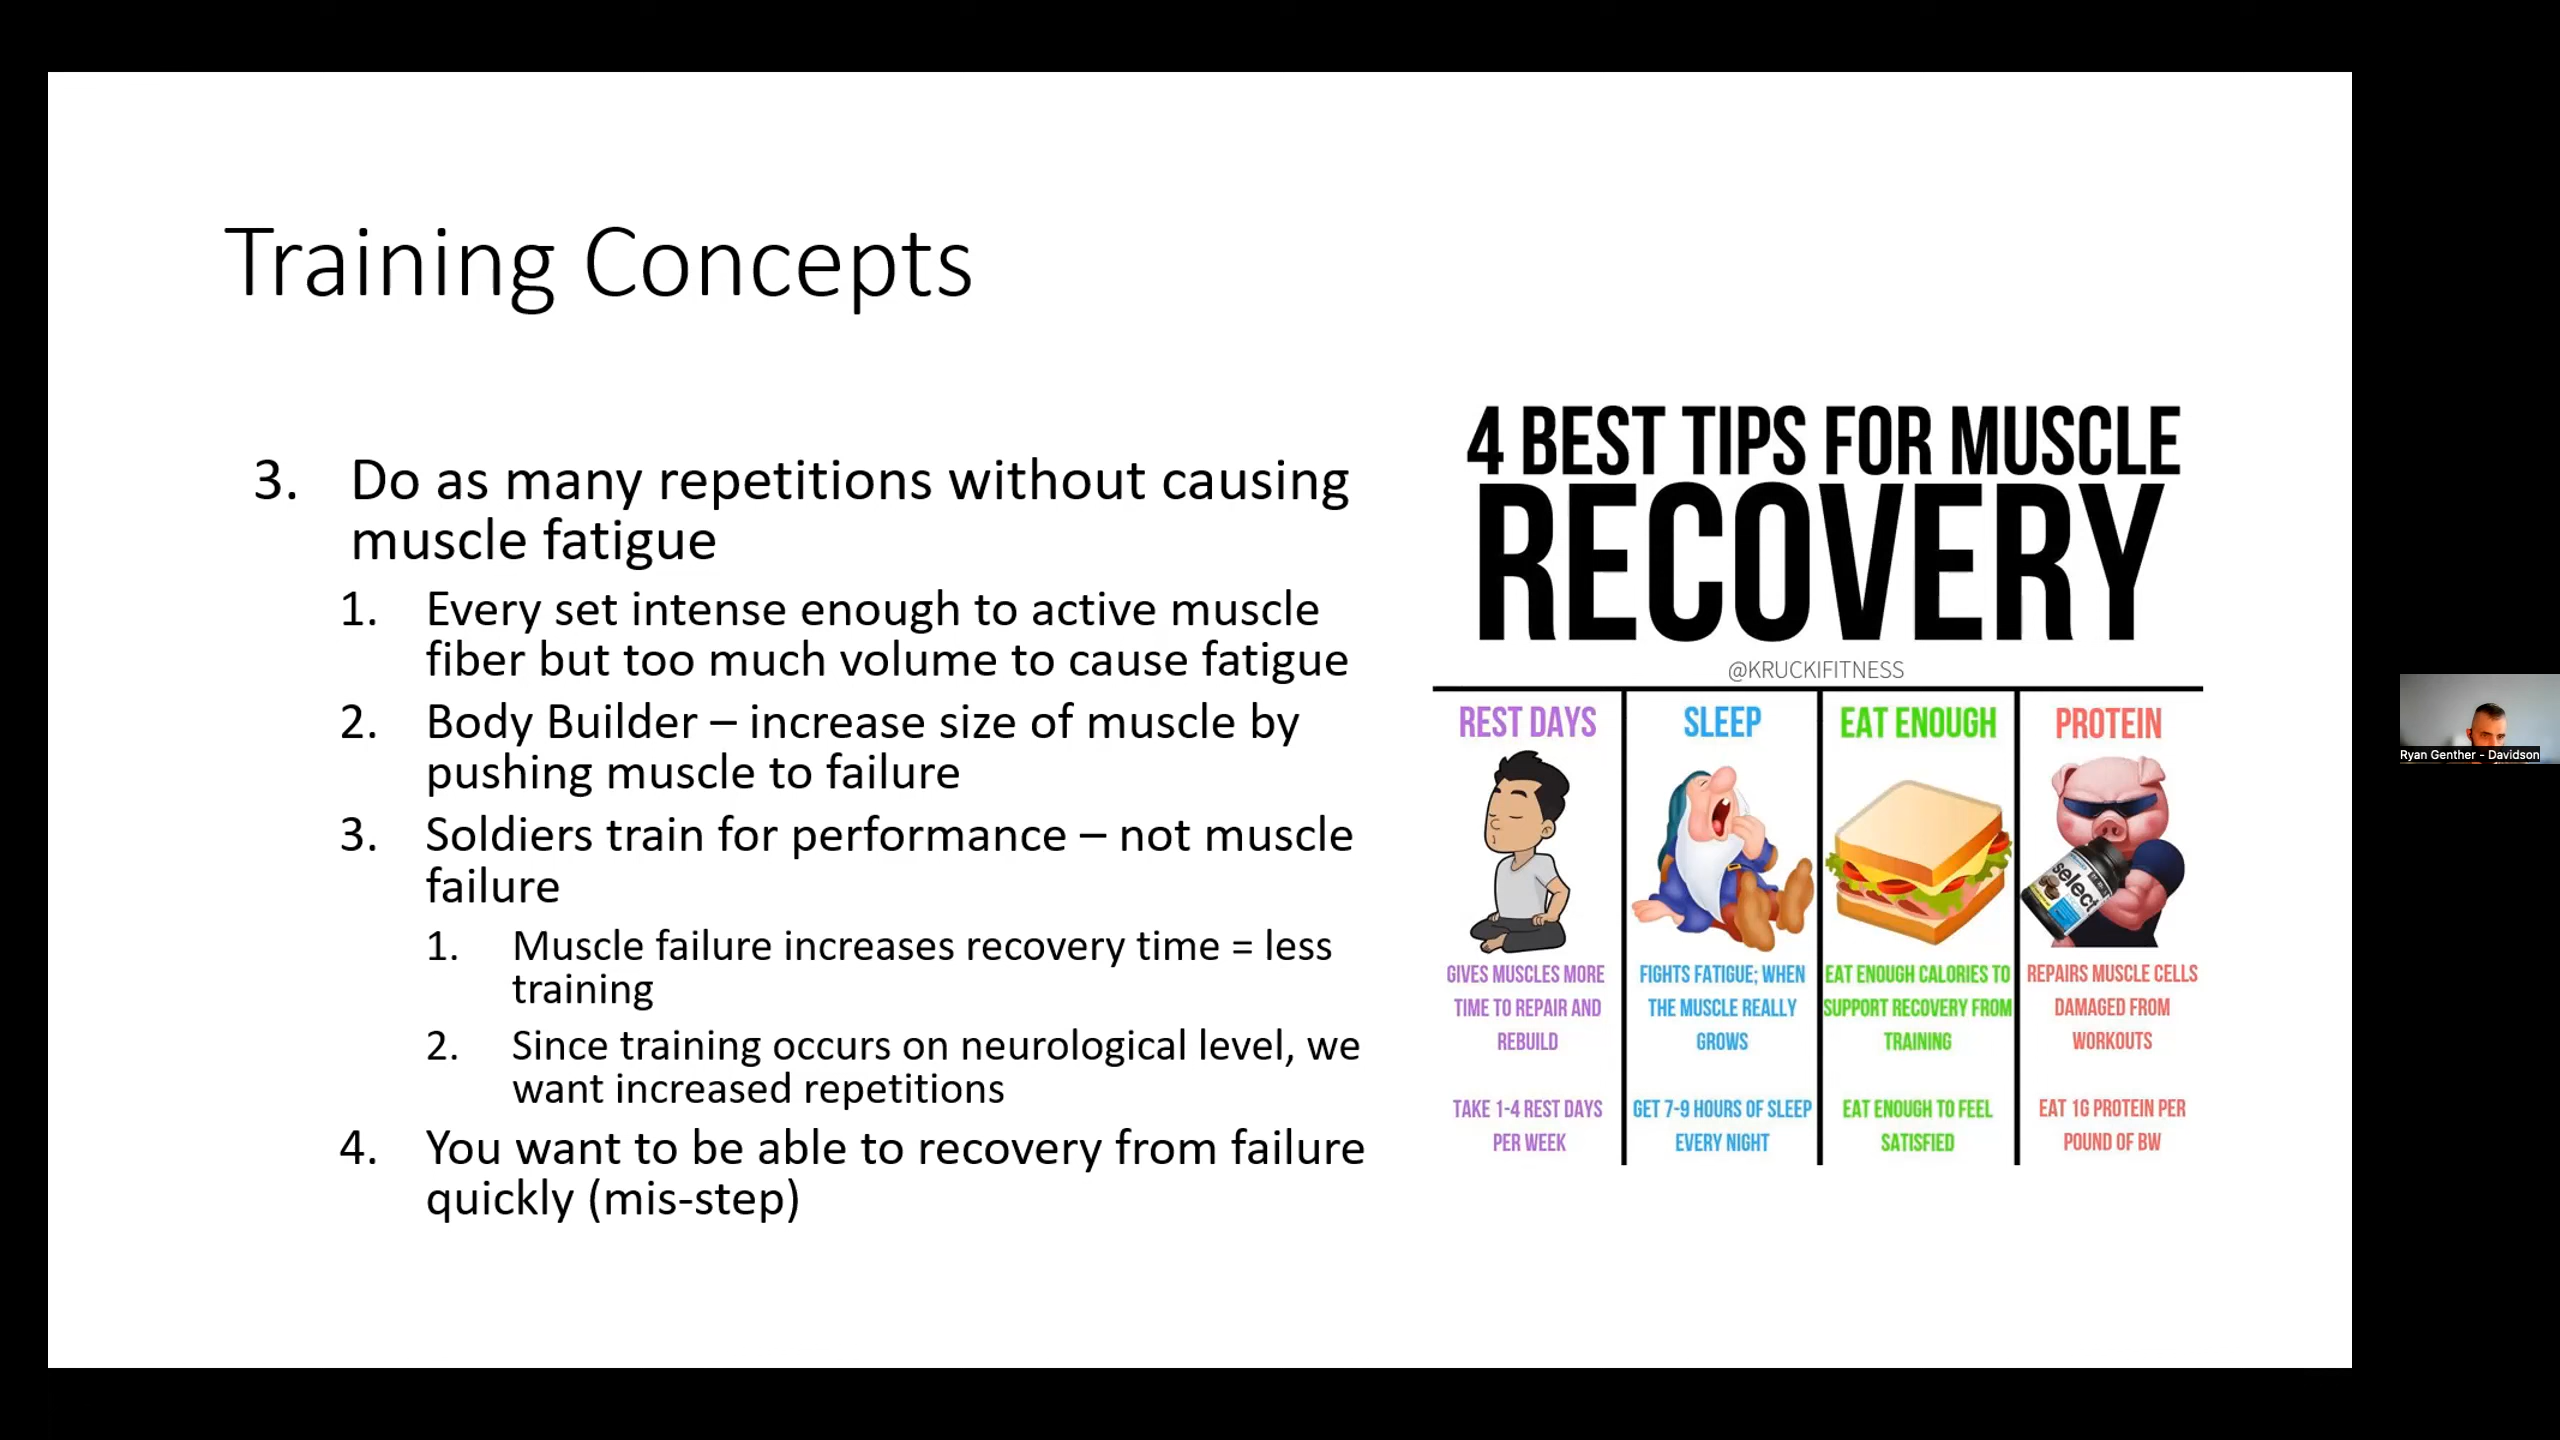 Training Concepts
3. Do as many repetitions without causing
muscle fatigue
1. Every set intense enough to active muscle
fiber but too much volume to cause fatigue
2. Body Builder – increase size of muscle by
pushing muscle to failure
3. Soldiers train for performance – not muscle
failure
1. Muscle failure increases recovery time = less
training
2. Since training occurs on neurological level, we
want increased repetitions
4. You want to be able to recovery from failure
quickly (mis-step)
4 BEST TIPS FOR MUSCLE
RECOVERY
@KRUCKIFITNESS
REST DAYS
GIVES MUSCLES MORE
TIME TO REPAIR AND
REBUILD
TAKE 1-4 REST DAYS
PER WEEK
SLEEP
FIGHTS FATIGUE; WHEN
THE MUSCLE REALLY
GROWS
GET 7-9 HOURS OF SLEEP
EVERY NIGHT
EAT ENOUGH
EAT ENOUGH CALORIES TO
SUPPORT RECOVERY FROM
TRAINING
EAT ENOUGH TO FEEL
SATISFIED
PROTEIN
select
REPAIRS MUSCLE CELLS
DAMAGED FROM
WORKOUTS
EAT 1G PROTEIN PER
POUND OF BW
Ryan Genther - Davidson